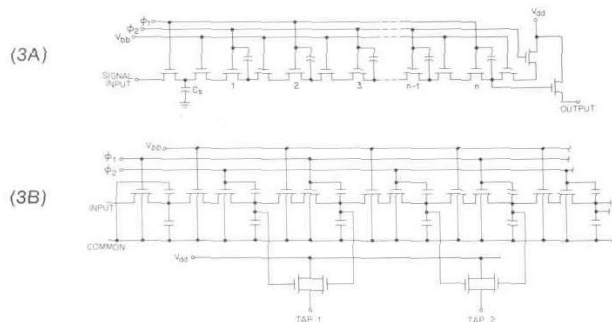 Vdd
ϕ1
ϕ2
Vbb
(3A)
SIGNAL
INPUT
Cs
1 2 3 n-1 n
OUTPUT
Vbb
ϕ1
ϕ2
(3B)
INPUT
COMMON
Vdd
TAP 1 TAP 2